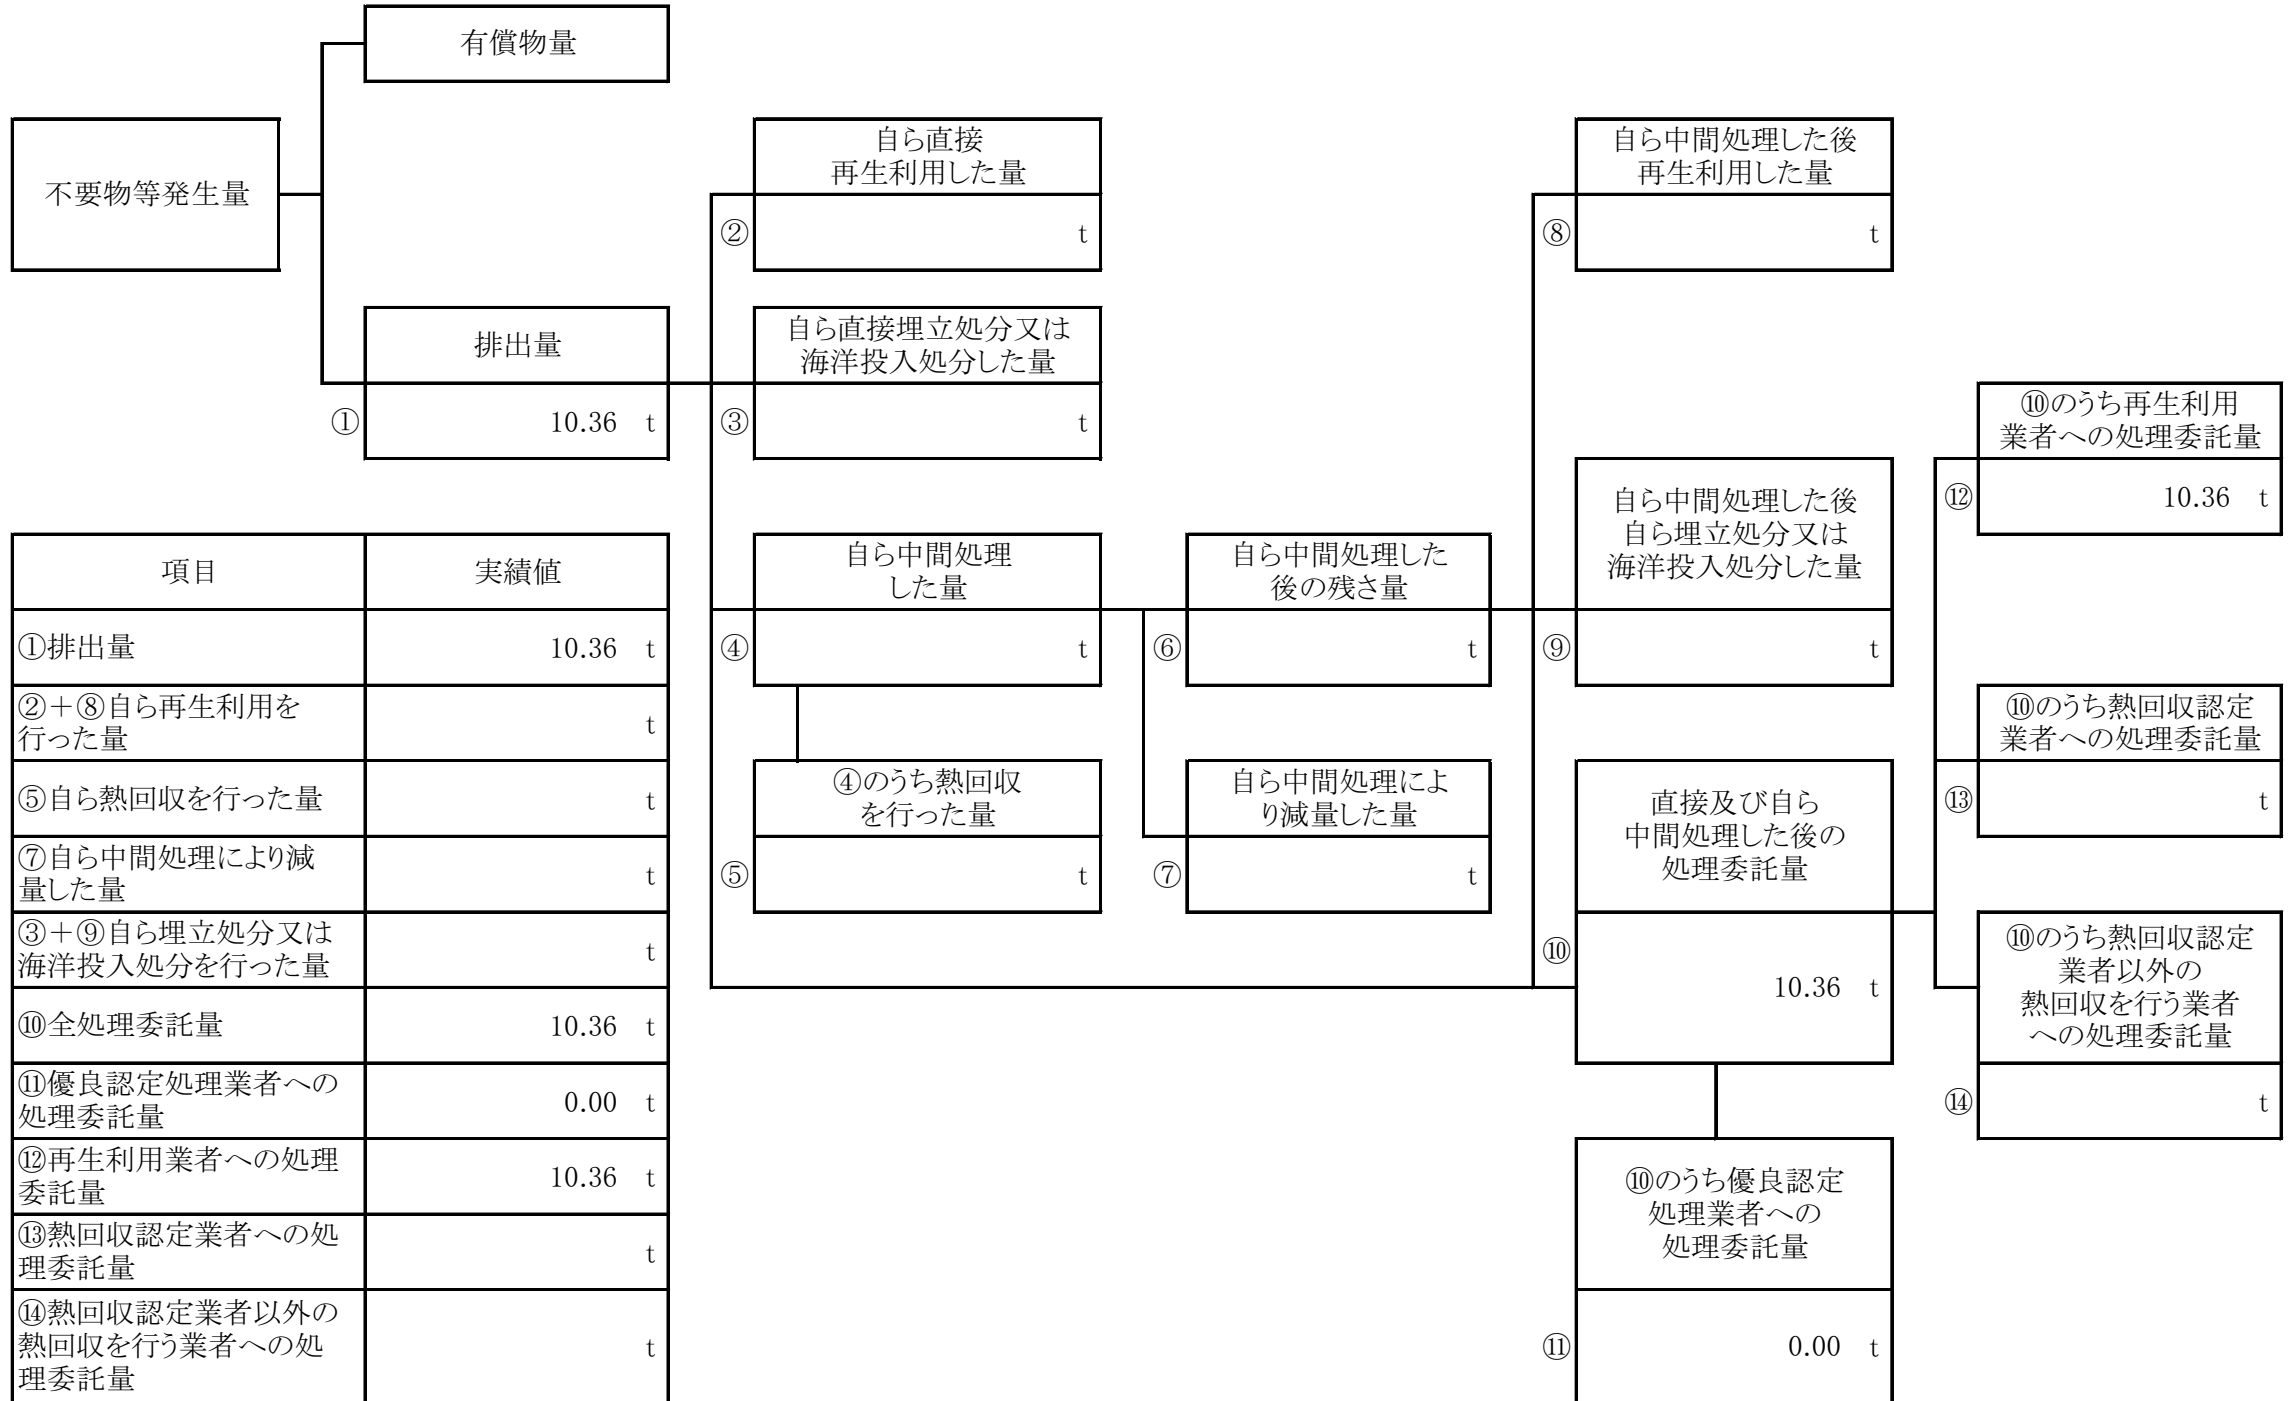 有償物量
不要物等発生量
排出量
①
10.36 t
自ら直接
再生利用した量
②
t
自ら直接埋立処分又は
海洋投入処分した量
③
t
自ら中間処理
した量
④
t
④のうち熱回収
を行った量
⑤
t
自ら中間処理した
後の残さ量
⑥
t
自ら中間処理によ
り減量した量
⑦
t
自ら中間処理した後
再生利用した量
⑧
t
自ら中間処理した後
自ら埋立処分又は
海洋投入処分した量
⑨
t
直接及び自ら
中間処理した後の
処理委託量
⑩
10.36 t
⑩のうち優良認定
処理業者への
処理委託量
⑪
0.00 t
⑩のうち再生利用
業者への処理委託量
⑫
10.36 t
⑩のうち熱回収認定
業者への処理委託量
⑬
t
⑩のうち熱回収認定
業者以外の
熱回収を行う業者
への処理委託量
⑭
t
項目 実績値
①排出量 10.36 t
②+⑧自ら再生利用を
行った量
t
⑤自ら熱回収を行った量 t
⑦自ら中間処理により減
量した量
t
③+⑨自ら埋立処分又は
海洋投入処分を行った量
t
⑩全処理委託量 10.36 t
⑪優良認定処理業者への
処理委託量
0.00 t
⑫再生利用業者への処理
委託量
10.36 t
⑬熱回収認定業者への処
理委託量
t
⑭熱回収認定業者以外の
熱回収を行う業者への処
理委託量
t